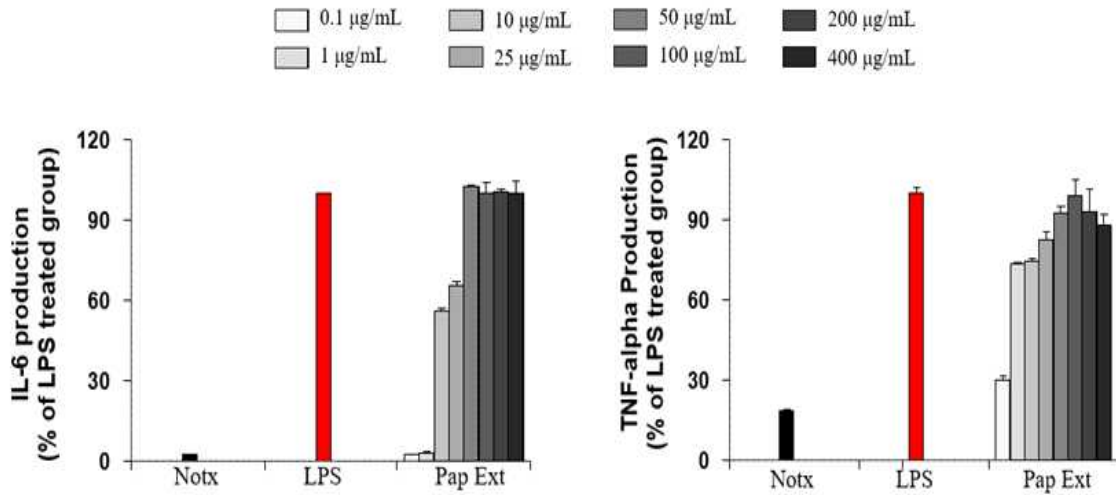 0.1 µg/mL 10 µg/mL 50 µg/mL 200 µg/mL
1 µg/mL 25 µg/mL 100 µg/mL 400 µg/mL
IL-6 production
(% of LPS treated group)
120
90
60
30
0
Notx LPS Pap Ext
TNF-alpha Production
(% of LPS treated group)
120
90
60
30
0
Notx LPS Pap Ext